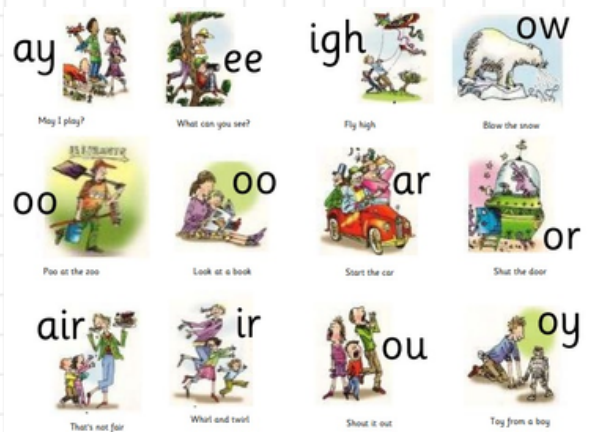 ay
ee
igh
ow
May I play?
What can you see?
Fly high
Blow the snow
oo
oo
ar
or
Poo at the zoo
Look at a book
Start the car
Shut the door
air
ir
ou
oy
That's not fair
Whirl and twirl
Shout it out
Toy from a boy